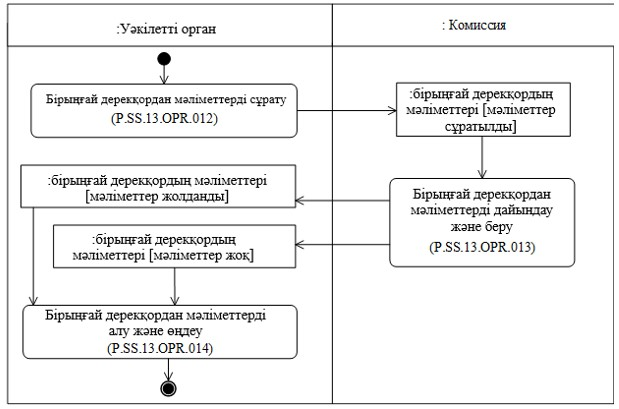 :Уәкілетті орган
: Комиссия
Бірыңғай дерекқордан мәліметтерді сұрату
(P.SS.13.OPR.012)
:бірыңғай дерекқордың
мәліметтері [мәліметтер
сұратылды]
:бірыңғай дерекқордың мәліметтері
[мәліметтер жолданды]
Бірыңғай дерекқордан
мәліметтерді дайындау
және беру
(P.SS.13.OPR.013)
:бірыңғай дерекқордың
мәліметтері [мәліметтер жоқ]
Бірыңғай дерекқордан мәліметтерді
алу және өңдеу
(P.SS.13.OPR.014)